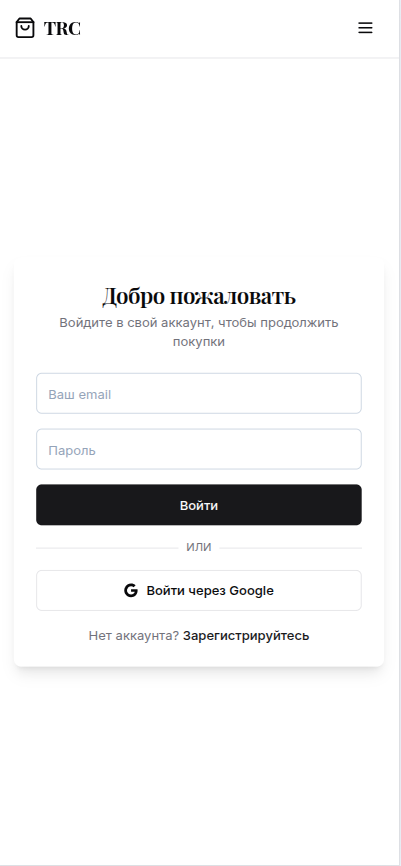 TRC
Добро пожаловать
Войдите в свой аккаунт, чтобы продолжить
покупки
Ваш email
Пароль
Войти
или
Войти через Google
Нет аккаунта? Зарегистрируйтесь